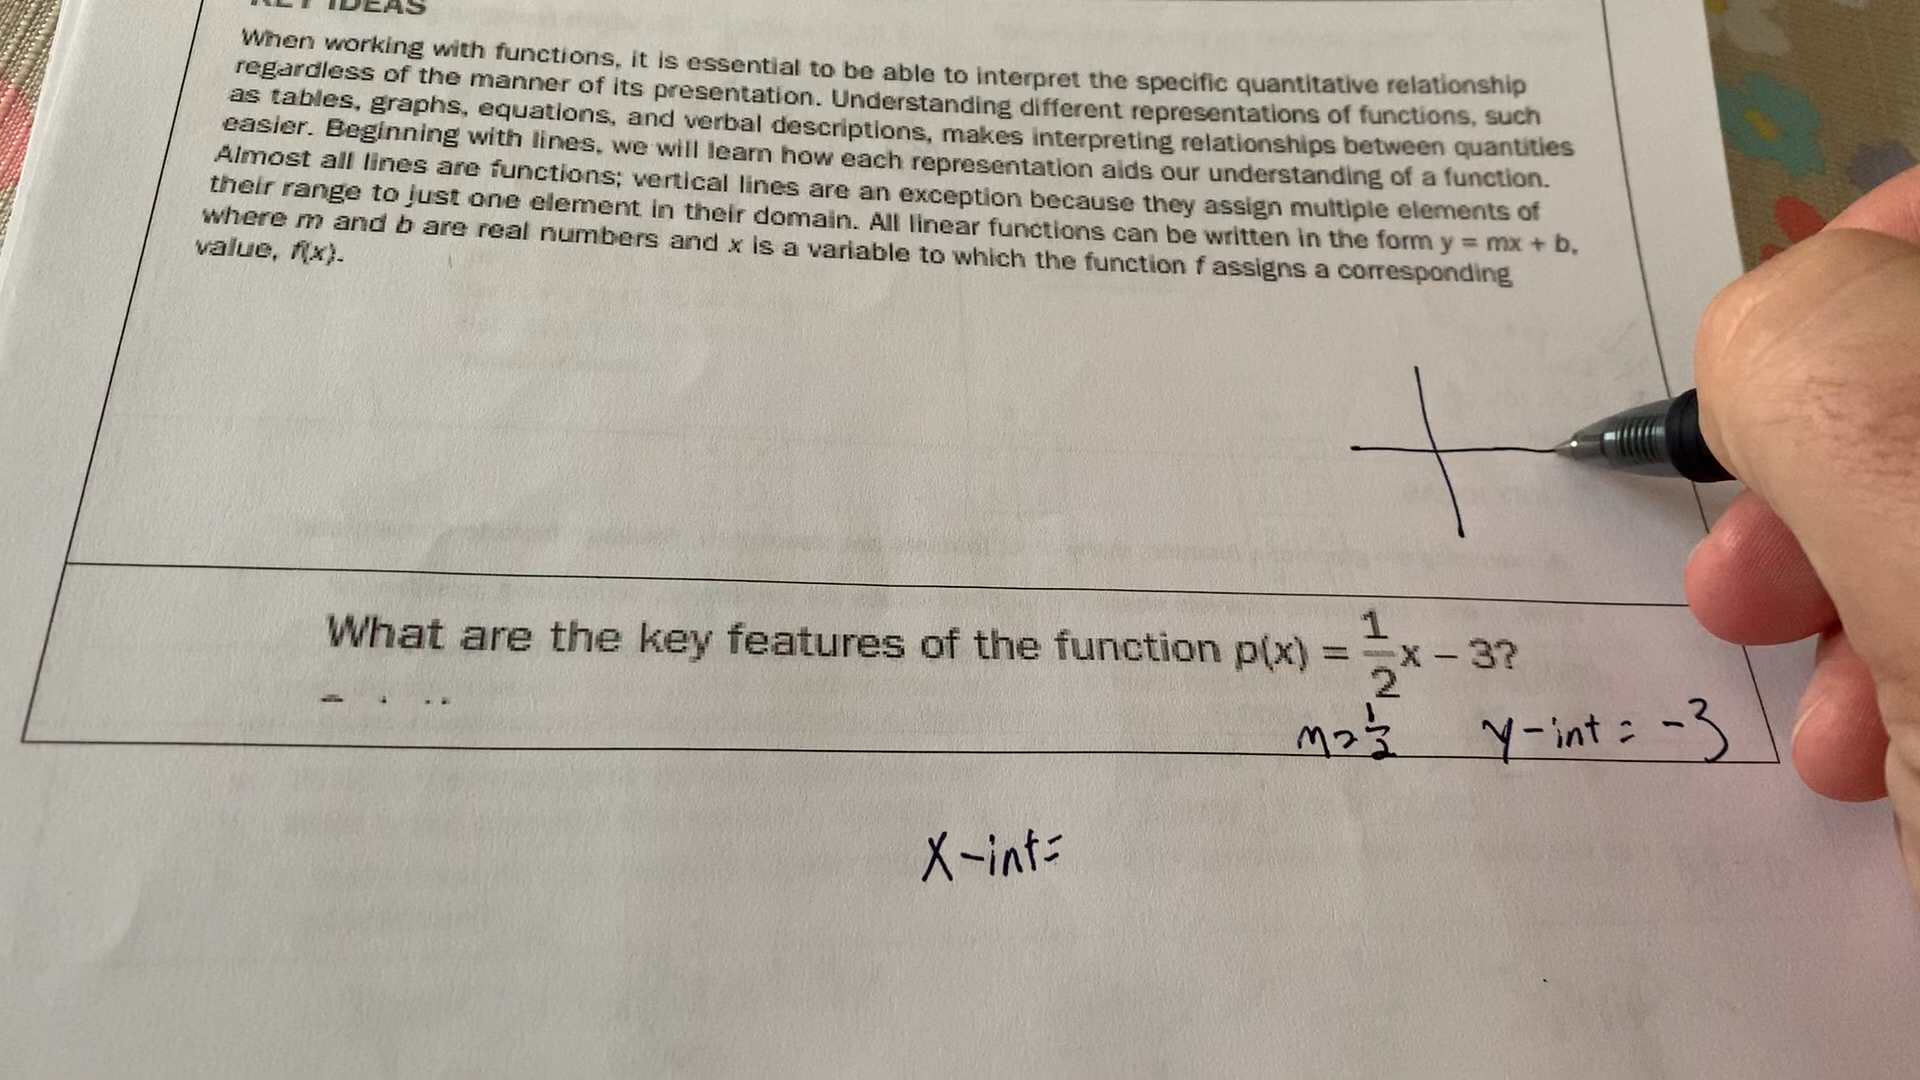 KEY IDEAS
When working with functions, it is essential to be able to interpret the specific quantitative relationship
regardless of the manner of its presentation. Understanding different representations of functions, such
as tables, graphs, equations, and verbal descriptions, makes interpreting relationships between quantities
easier. Beginning with lines, we will learn how each representation aids our understanding of a function.
Almost all lines are functions; vertical lines are an exception because they assign multiple elements of
their range to just one element in their domain. All linear functions can be written in the form y = mx + b,
where m and b are real numbers and x is a variable to which the function f assigns a corresponding
value, f(x).
What are the key features of the function p(x) = 1/2 x – 3?
m = 1/2 y-int = -3
x-int=